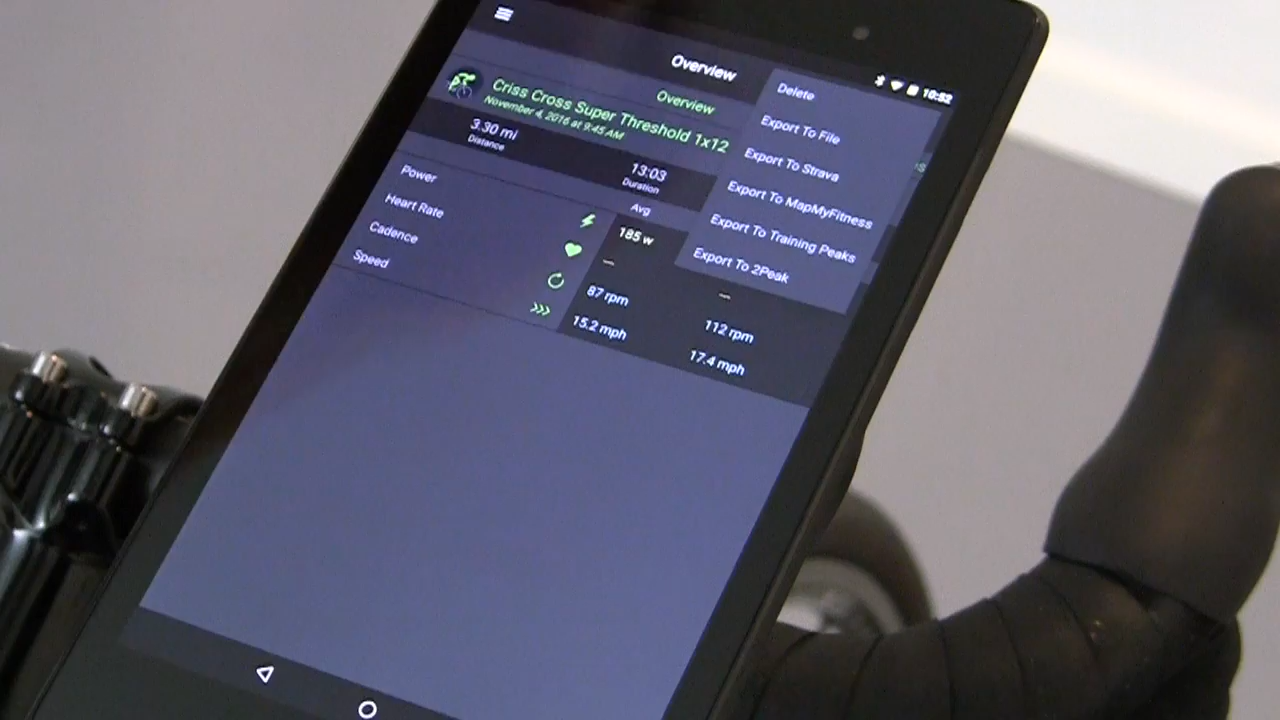 10:52
Overview
Overview
Criss Cross Super Threshold 1x12
November 4, 2016 at 9:45 AM
3.30 mi
Distance
13:03
Duration
Avg
Power
185 w
Heart Rate
—
—
Cadence
87 rpm
112 rpm
Speed
15.2 mph
17.4 mph
Delete
Export To File
Export To Strava
Export To MapMyFitness
Export To Training Peaks
Export To 2Peak